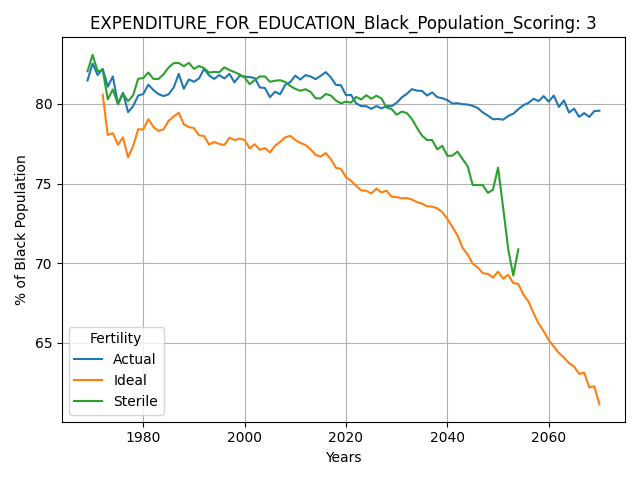 EXPENDITURE_FOR_EDUCATION_Black_Population_Scoring: 3
% of Black Population
80
75
70
65
Fertility
Actual
Ideal
Sterile
1980
2000
2020
2040
2060
Years